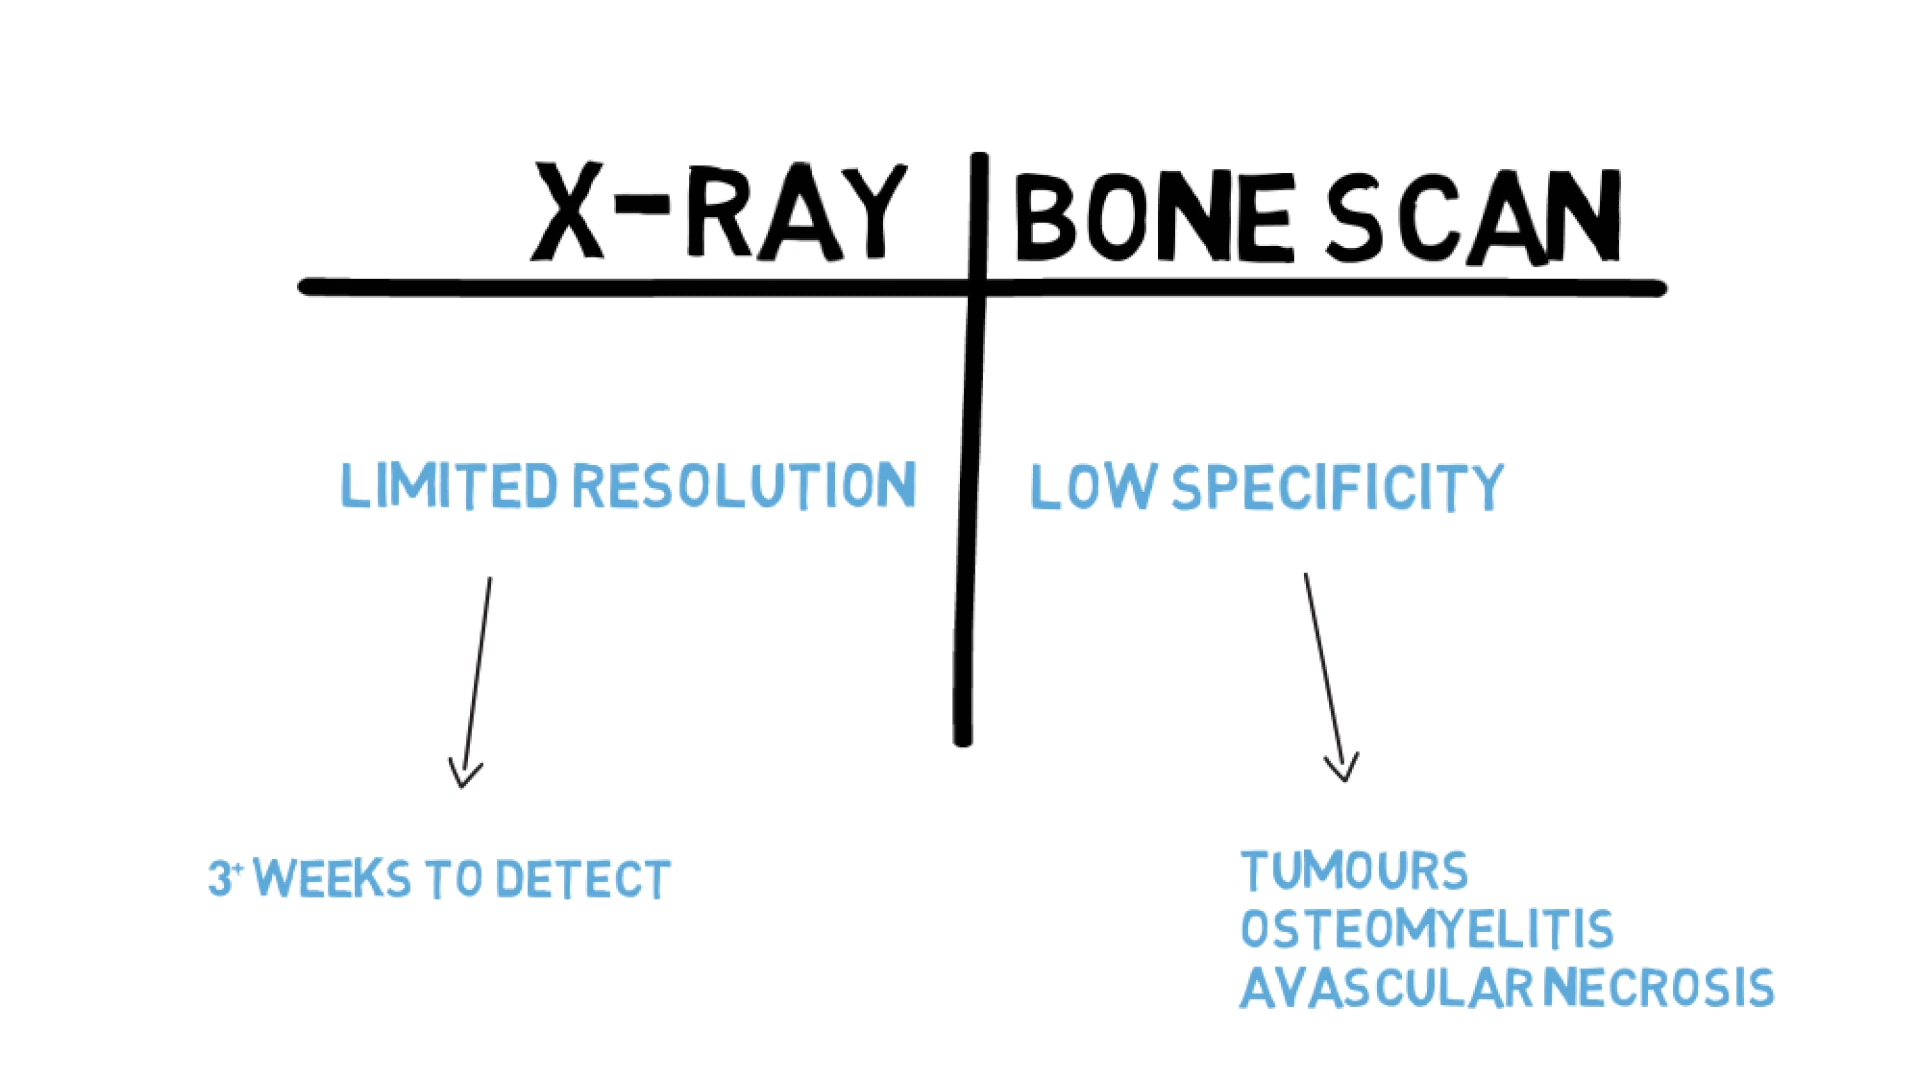 X-RAY
BONE SCAN
LIMITED RESOLUTION
LOW SPECIFICITY
3+ WEEKS TO DETECT
TUMOURS
OSTEOMYELITIS
AVASCULAR NECROSIS